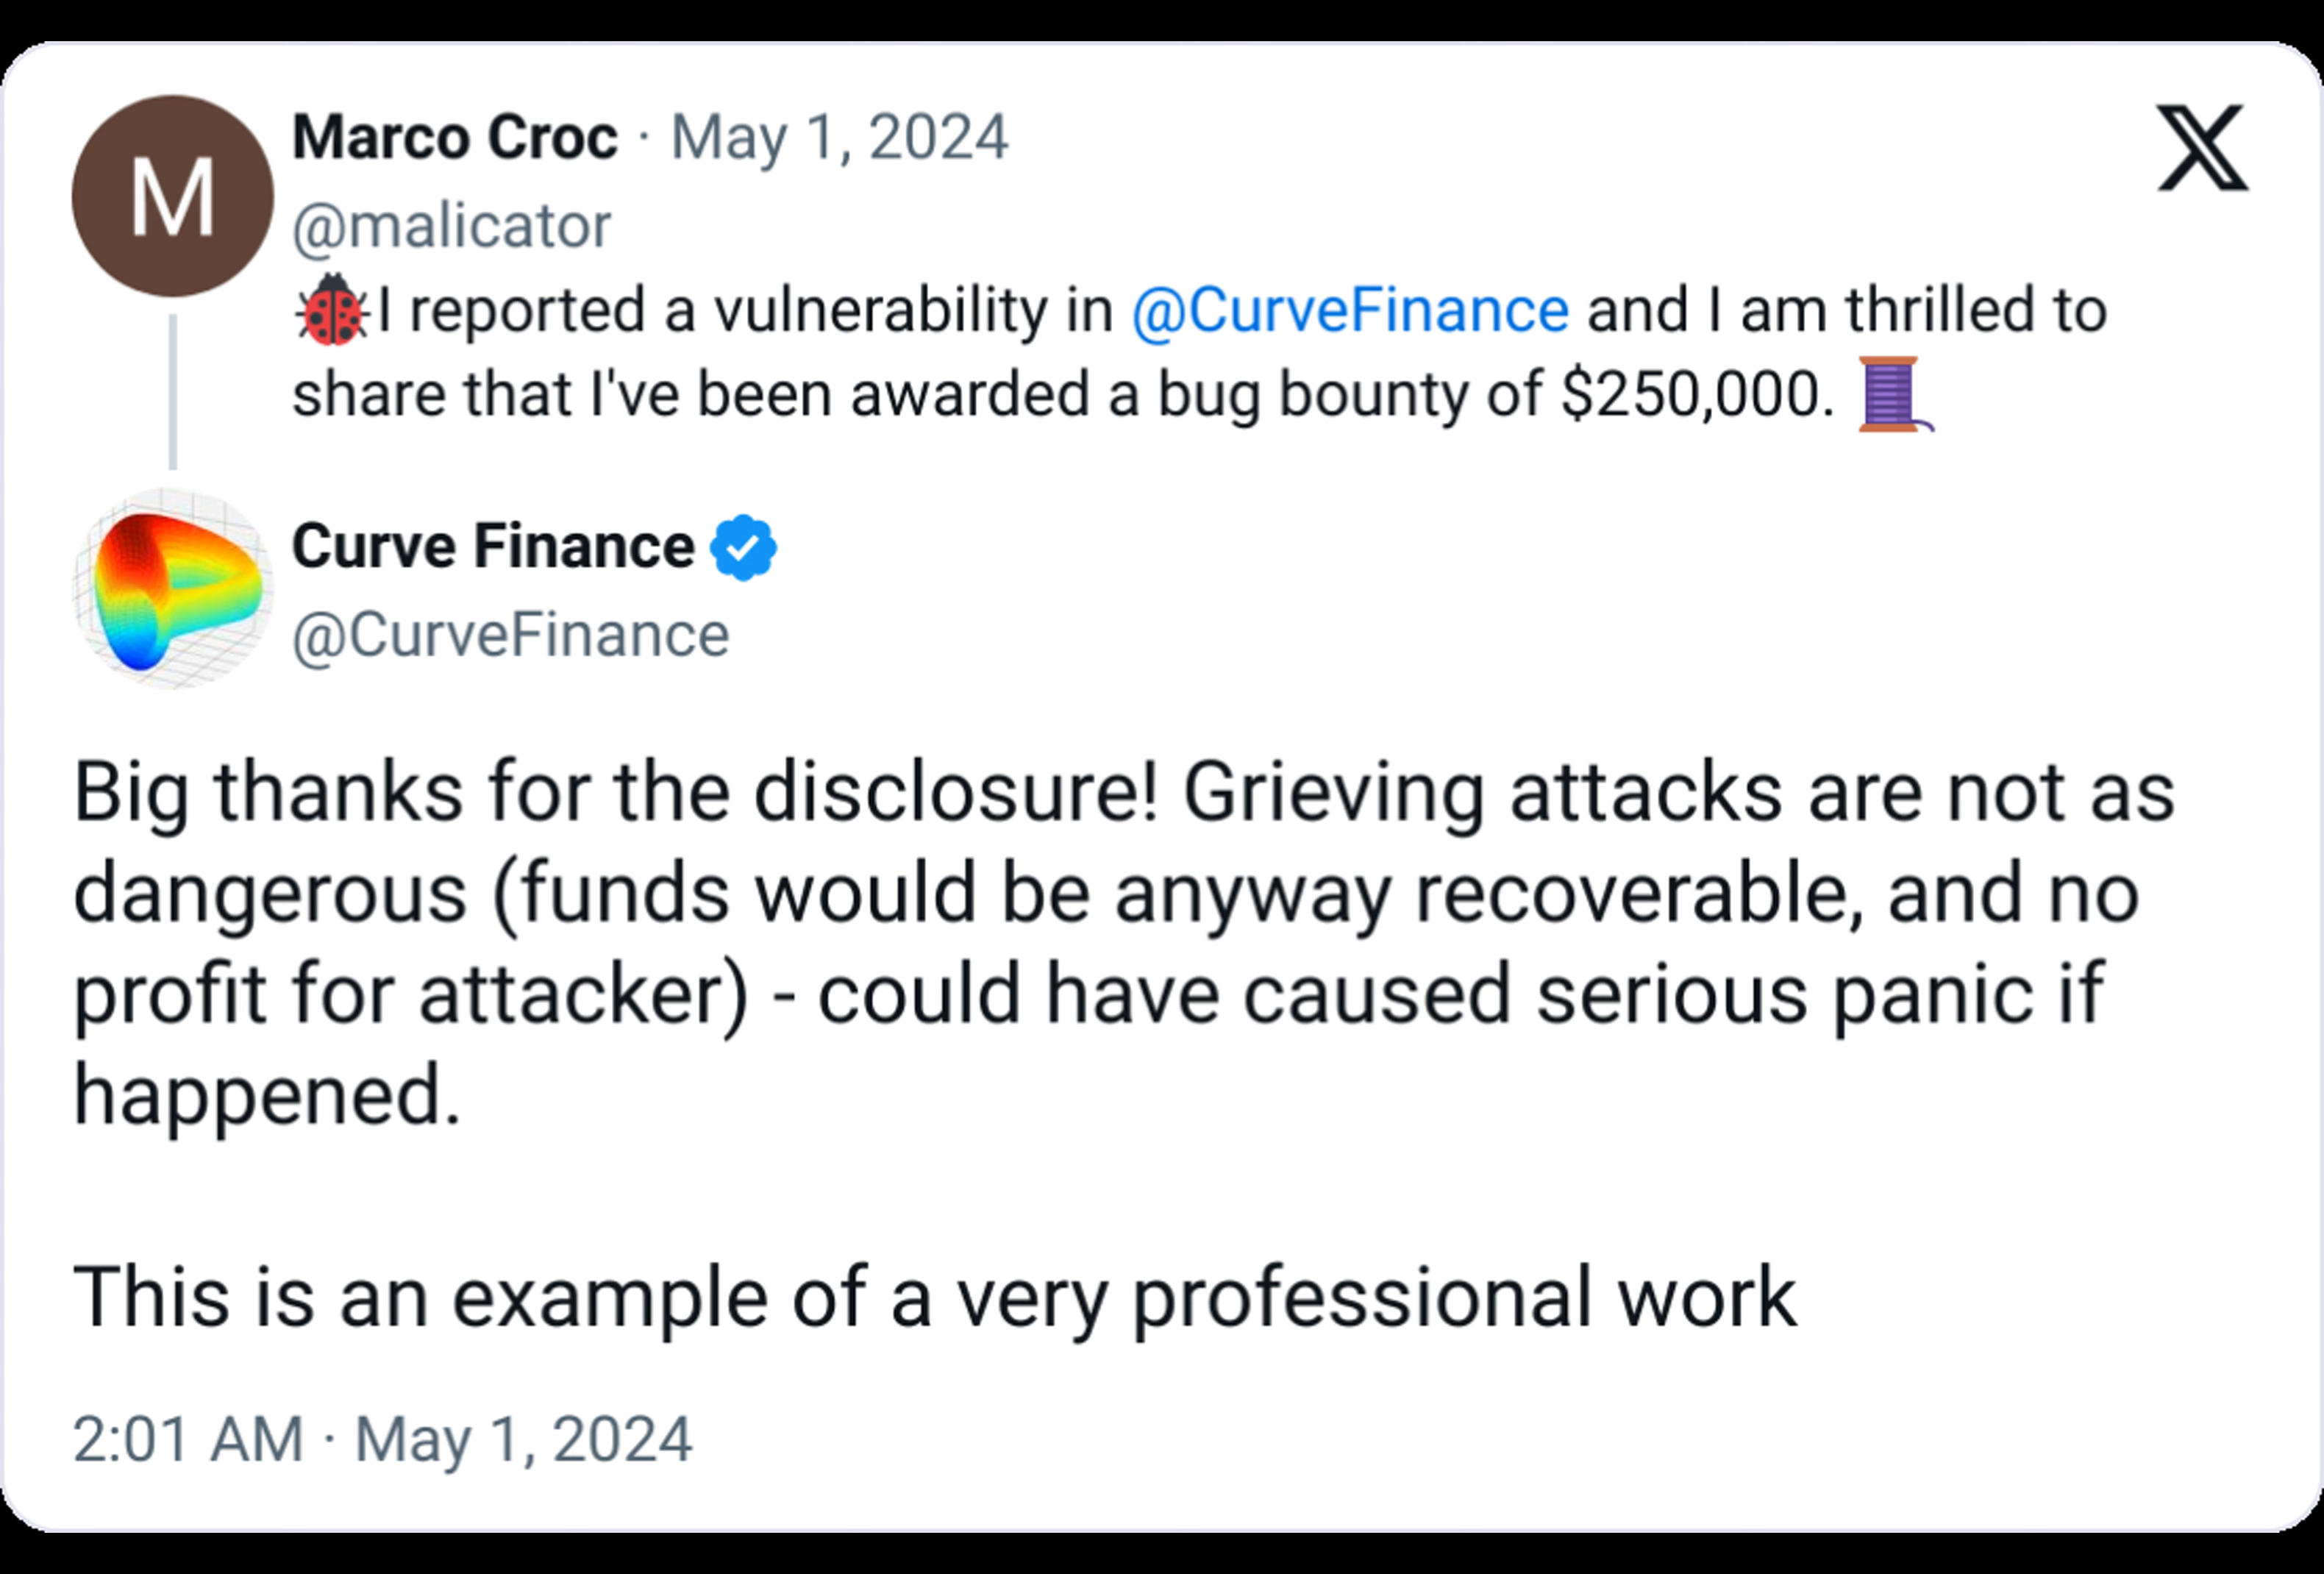 M
Marco Croc · May 1, 2024
@malicator
🐞I reported a vulnerability in @CurveFinance and I am thrilled to
share that I've been awarded a bug bounty of $250,000. 🧵
Curve Finance
@CurveFinance
Big thanks for the disclosure! Grieving attacks are not as
dangerous (funds would be anyway recoverable, and no
profit for attacker) - could have caused serious panic if
happened.
This is an example of a very professional work
2:01 AM · May 1, 2024